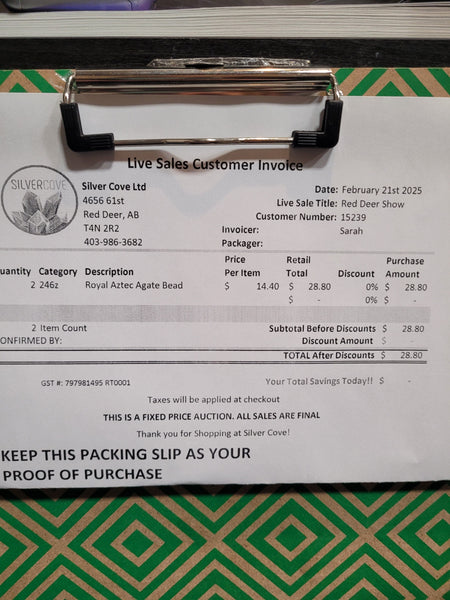 Live Sales Customer Invoice
SILVERCOVE
Silver Cove Ltd
4656 61st
Red Deer, AB
T4N 2R2
403-986-3682
Date: February 21st 2025
Live Sale Title: Red Deer Show
Customer Number: 15239
Invoicer: Sarah
Packager:
uantity Category Description Price Per Item Retail Total Discount Purchase Amount
2 246z Royal Aztec Agate Bead $ 14.40 $ 28.80 0% $ 28.80
$ - 0% $ -
2 Item Count
Subtotal Before Discounts $ 28.80
ONFIRMED BY:
Discount Amount $ -
TOTAL After Discounts $ 28.80
GST #: 797981495 RT0001
Your Total Savings Today!! $ -
Taxes will be applied at checkout
THIS IS A FIXED PRICE AUCTION. ALL SALES ARE FINAL
Thank you for Shopping at Silver Cove!
KEEP THIS PACKING SLIP AS YOUR
PROOF OF PURCHASE